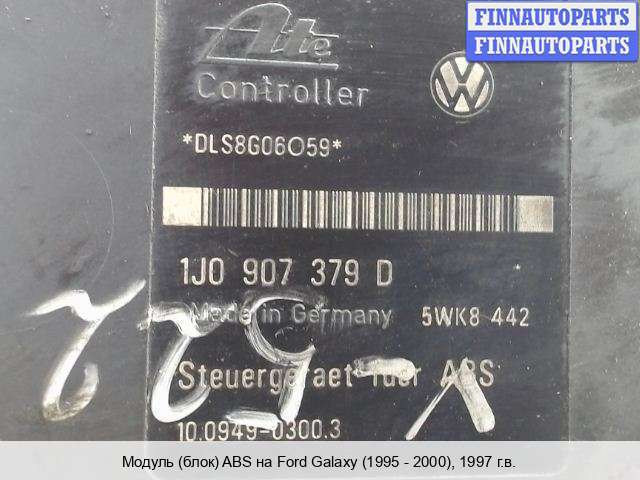 FINNAUTOPARTS
FINNAUTOPARTS
Ate
Controller
*DLS8G06O59*
1J0 907 379 D
Made in Germany 5WK8 442
Steuergeraet fuer ABS
10.0949-0300.3
Модуль (блок) ABS на Ford Galaxy (1995 - 2000), 1997 г.в.